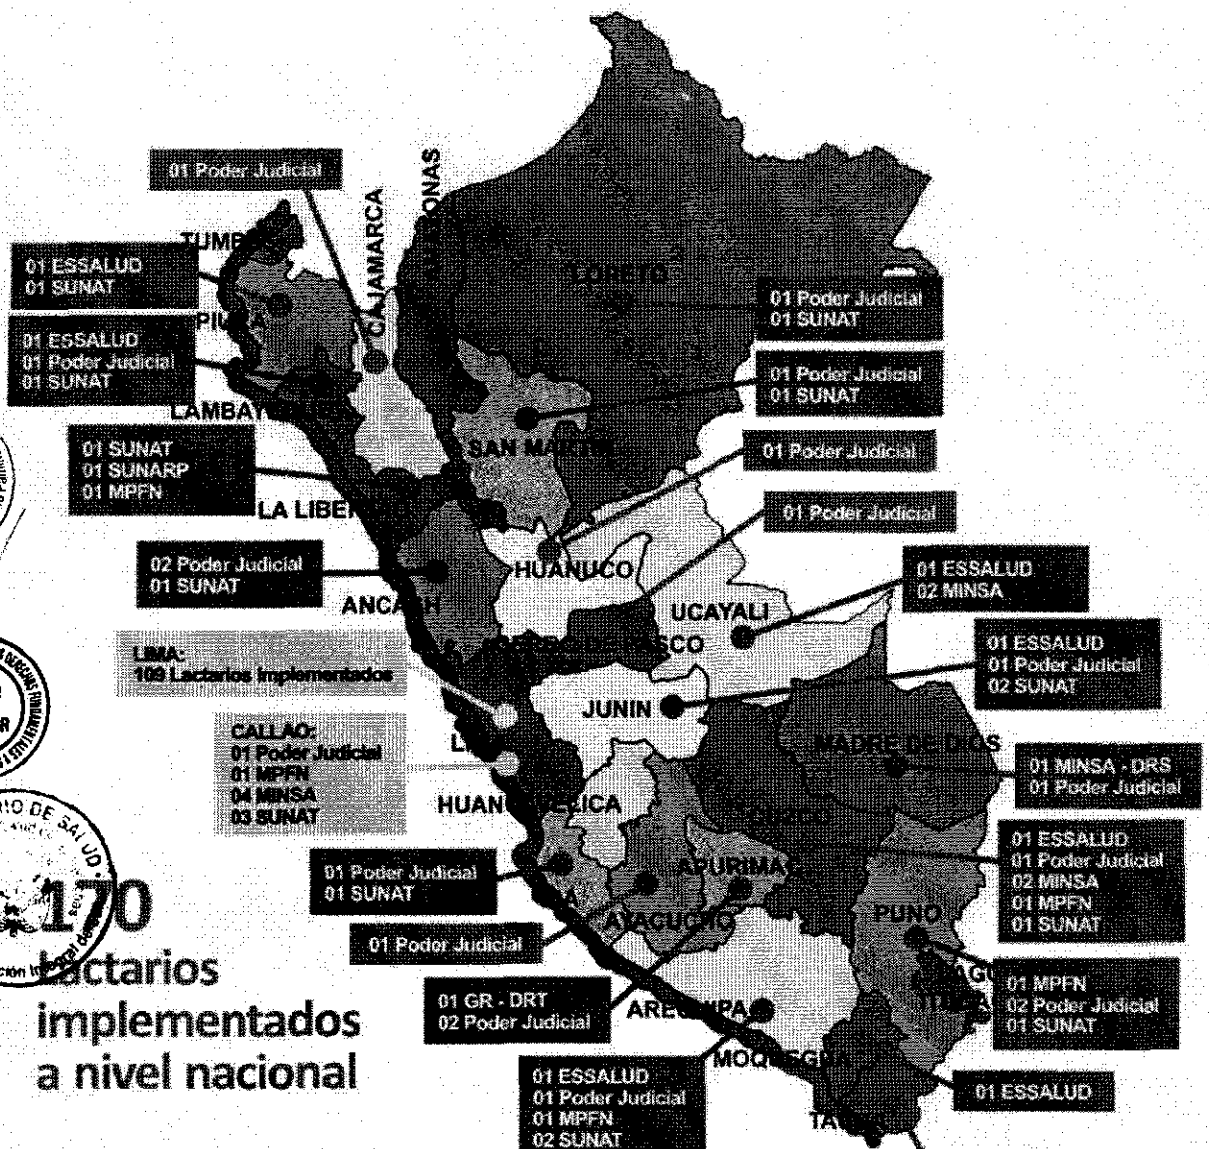 01 Poder Judicial
CAJAMARCA
01 ESSALUD
01 SUNAT
LORETO
01 Poder Judicial
01 SUNAT
01 ESSALUD
01 Poder Judicial
01 SUNAT
01 Poder Judicial
01 SUNAT
SAN MARTIN
01 SUNAT
01 SUNARP
01 MPFN
01 Poder Judicial
LA LIBERTAD
01 Poder Judicial
02 Poder Judicial
01 SUNAT
HUANUCO
ANCASH
01 ESSALUD
02 MINSA
UCAYALI
LIMA:
109 Lactarios Implementados
01 ESSALUD
01 Poder Judicial
02 SUNAT
JUNIN
CALLAO:
01 Poder Judicial
01 MPFN
04 MINSA
03 SUNAT
MADRE DE DIOS
01 MINSA - DRS
01 Poder Judicial
HUANCAVELICA
01 ESSALUD
01 Poder Judicial
02 MINSA
01 MPFN
01 SUNAT
01 Poder Judicial
01 SUNAT
APURIMAC
AYACUCHO
PUNO
01 Poder Judicial
170
Lactarios
implementados
a nivel nacional
01 MPFN
02 Poder Judicial
01 SUNAT
01 GR - DRT
02 Poder Judicial
AREQUIPA
MOQUEGUA
01 ESSALUD
01 ESSALUD
01 Poder Judicial
01 MPFN
02 SUNAT